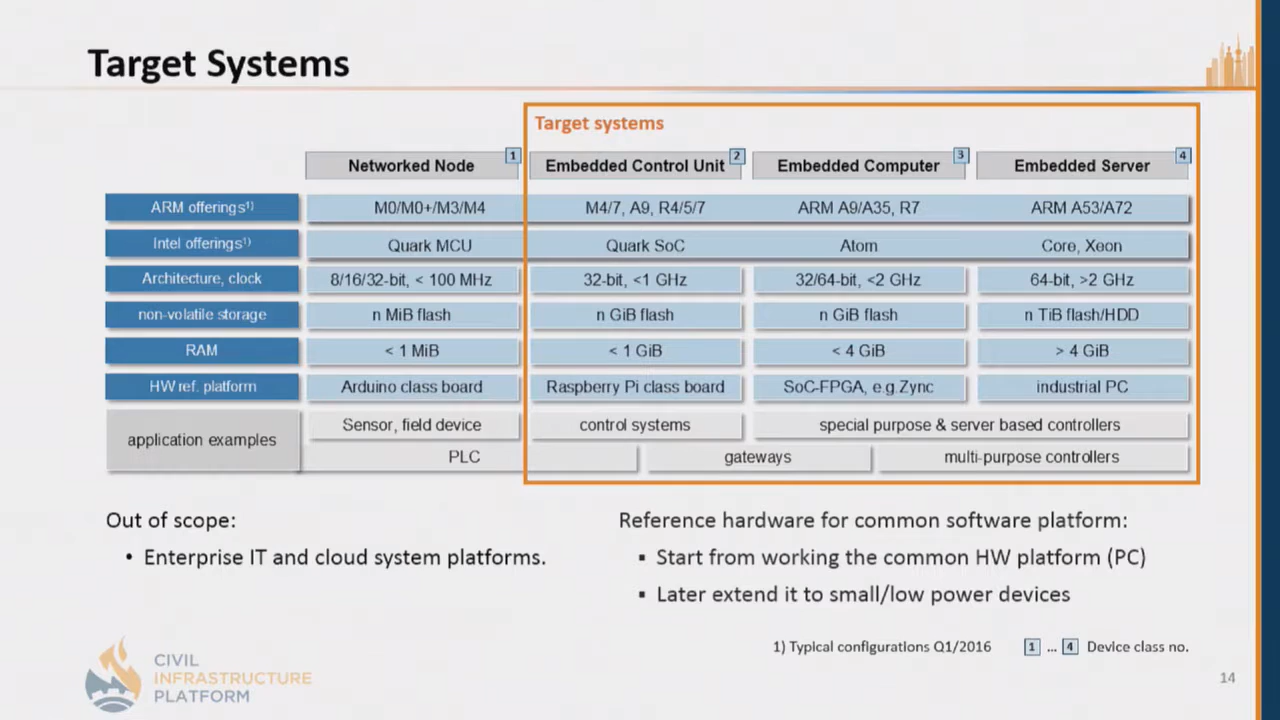 Target Systems
Target systems
Networked Node 1 Embedded Control Unit 2 Embedded Computer 3 Embedded Server 4
ARM offerings1) M0/M0+/M3/M4 M4/7, A9, R4/5/7 ARM A9/A35, R7 ARM A53/A72
Intel offerings1) Quark MCU Quark SoC Atom Core, Xeon
Architecture, clock 8/16/32-bit, < 100 MHz 32-bit, <1 GHz 32/64-bit, <2 GHz 64-bit, >2 GHz
non-volatile storage n MiB flash n GiB flash n GiB flash n TiB flash/HDD
RAM < 1 MiB < 1 GiB < 4 GiB > 4 GiB
HW ref. platform Arduino class board Raspberry Pi class board SoC-FPGA, e.g.Zync industrial PC
application examples Sensor, field device control systems special purpose & server based controllers
PLC gateways multi-purpose controllers
Out of scope:
• Enterprise IT and cloud system platforms.
Reference hardware for common software platform:
▪ Start from working the common HW platform (PC)
▪ Later extend it to small/low power devices
1) Typical configurations Q1/2016 1 ... 4 Device class no.
CIVIL
INFRASTRUCTURE
PLATFORM
14